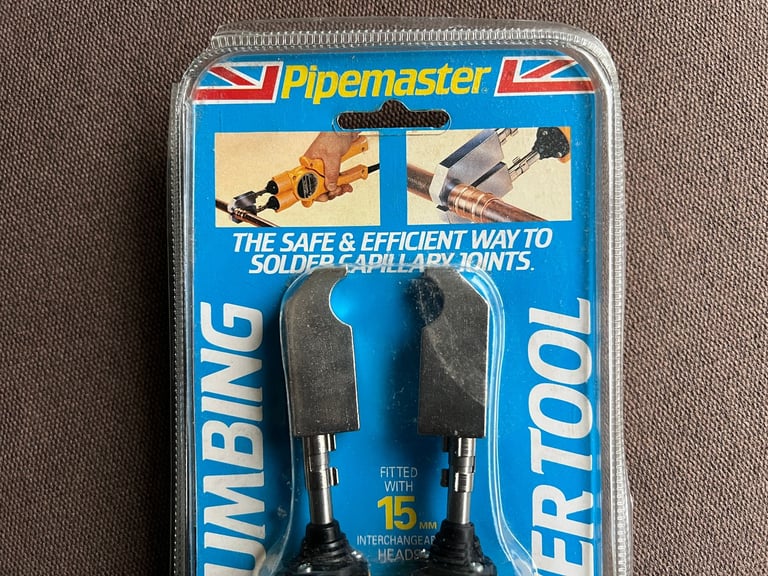 Pipemaster
THE SAFE & EFFICIENT WAY TO
SOLDER CAPILLARY JOINTS.
UMBING
ER TOOL
FITTED
WITH
15 MM
INTERCHANGEAB
HEADS